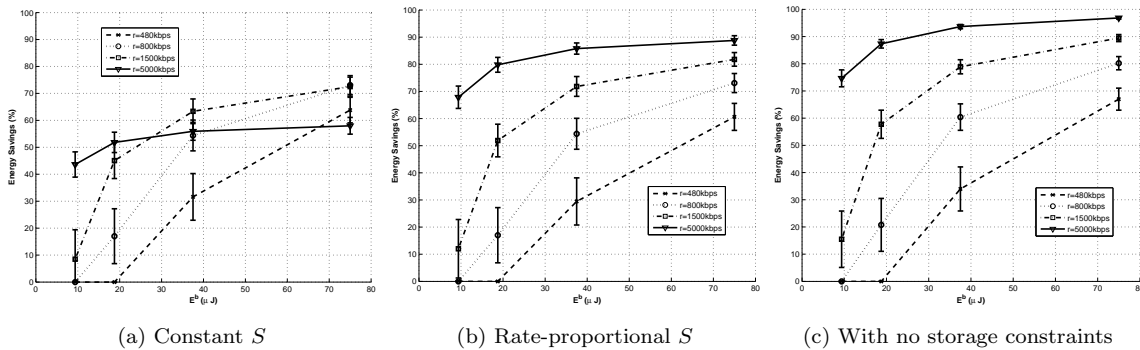 100
90
80
70
60
50
40
30
20
10
0
Energy Savings (%)
r=480kbps
r=800kbps
r=1500kbps
r=5000kbps
0 10 20 30 40 50 60 70 80
E^b (μ J)
(a) Constant S
100
90
80
70
60
50
40
30
20
10
0
Energy Savings (%)
r=480kbps
r=800kbps
r=1500kbps
r=5000kbps
0 10 20 30 40 50 60 70 80
E^b (μ J)
(b) Rate-proportional S
100
90
80
70
60
50
40
30
20
10
0
Energy Savings (%)
r=480kbps
r=800kbps
r=1500kbps
r=5000kbps
0 10 20 30 40 50 60 70 80
E^b (μ J)
(c) With no storage constraints